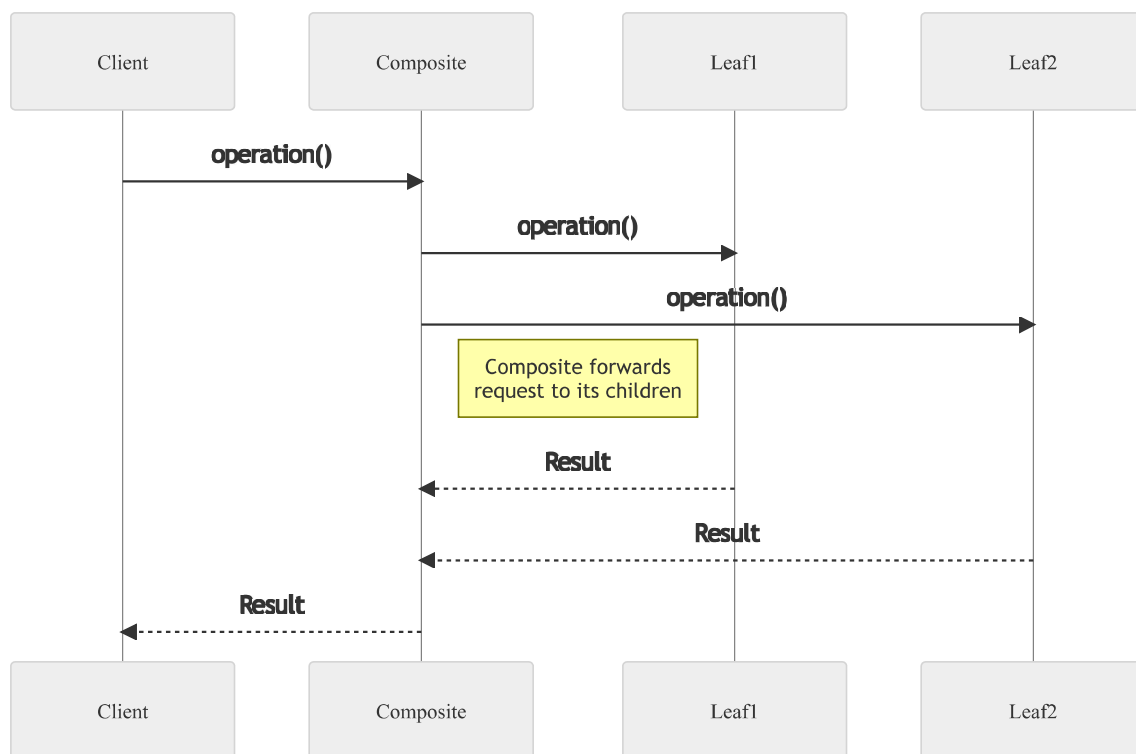 Client
Composite
Leaf1
Leaf2
operation()
operation()
operation()
Composite forwards
request to its children
Result
Result
Result
Client
Composite
Leaf1
Leaf2